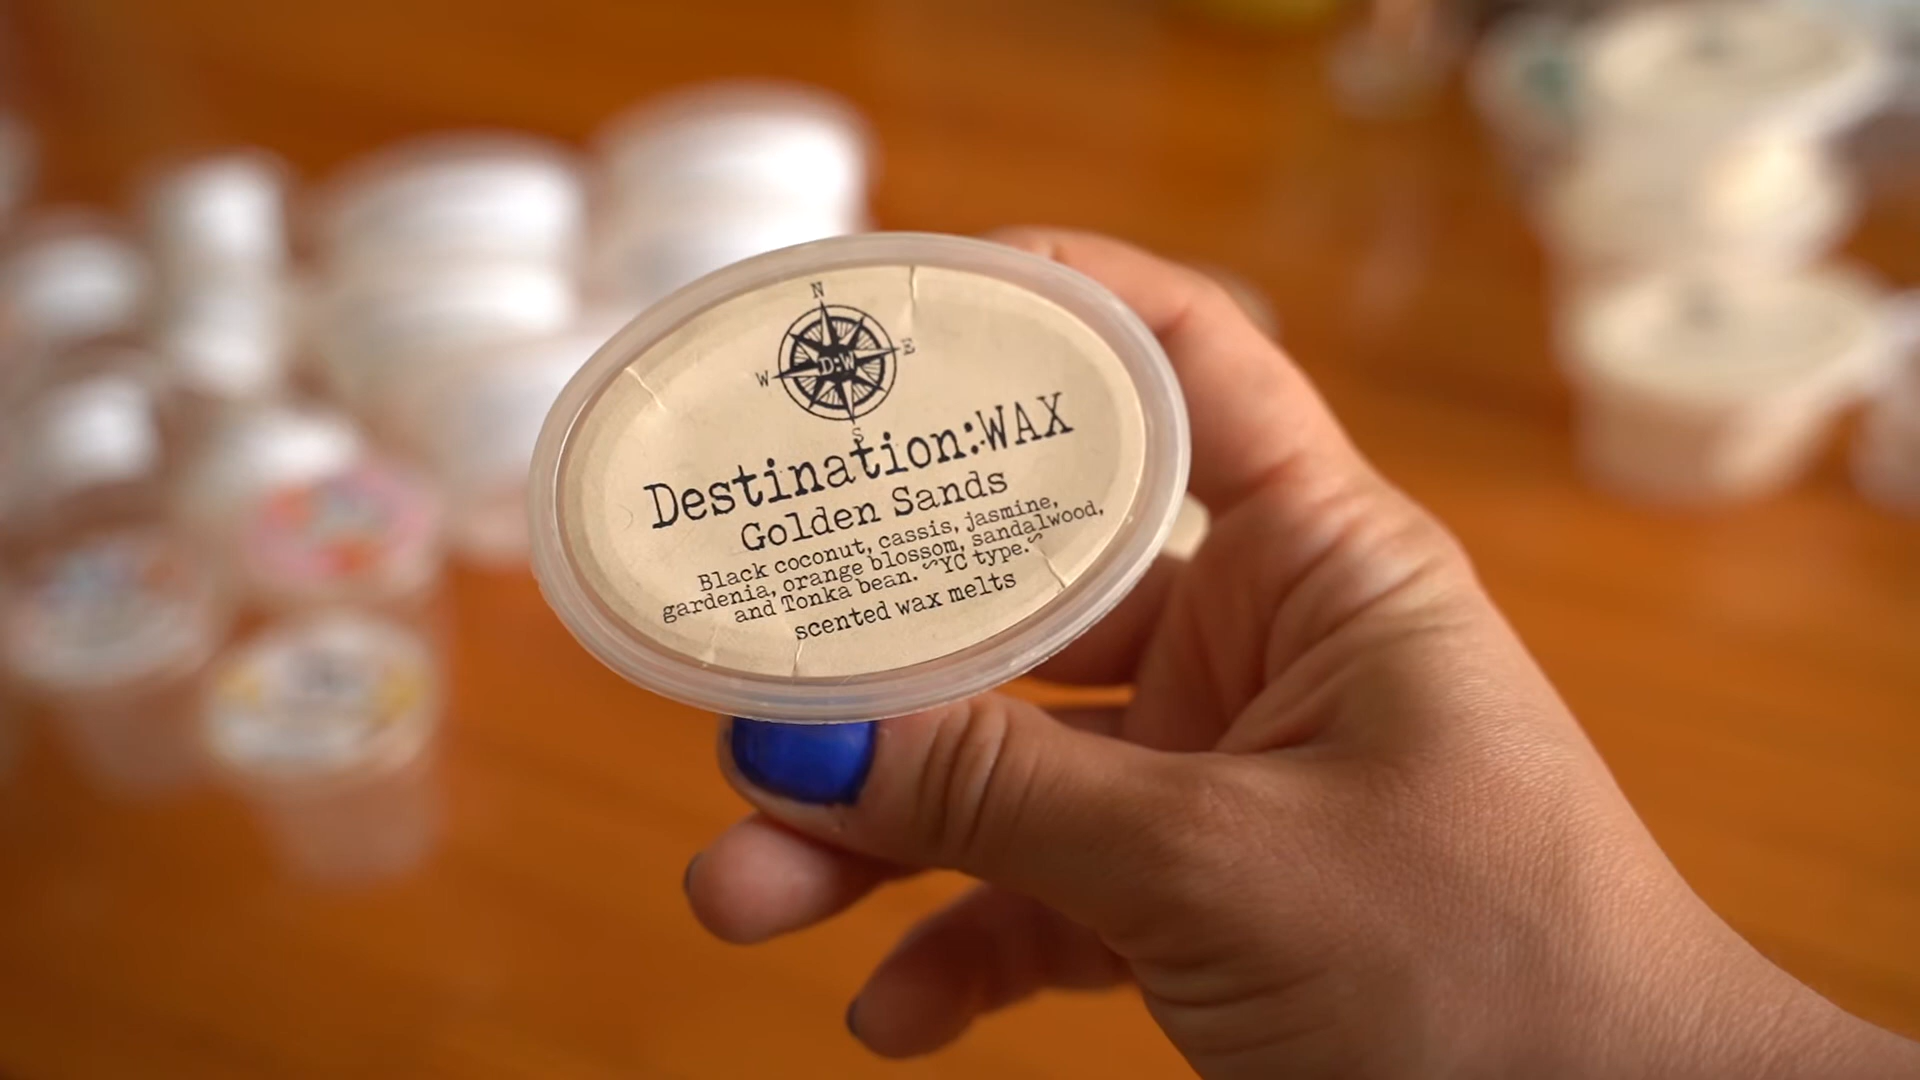 N
W E
D:W
S
Destination:WAX
Golden Sands
Black coconut, cassis, jasmine,
gardenia, orange blossom, sandalwood,
and Tonka bean. ~YC type.~
scented wax melts